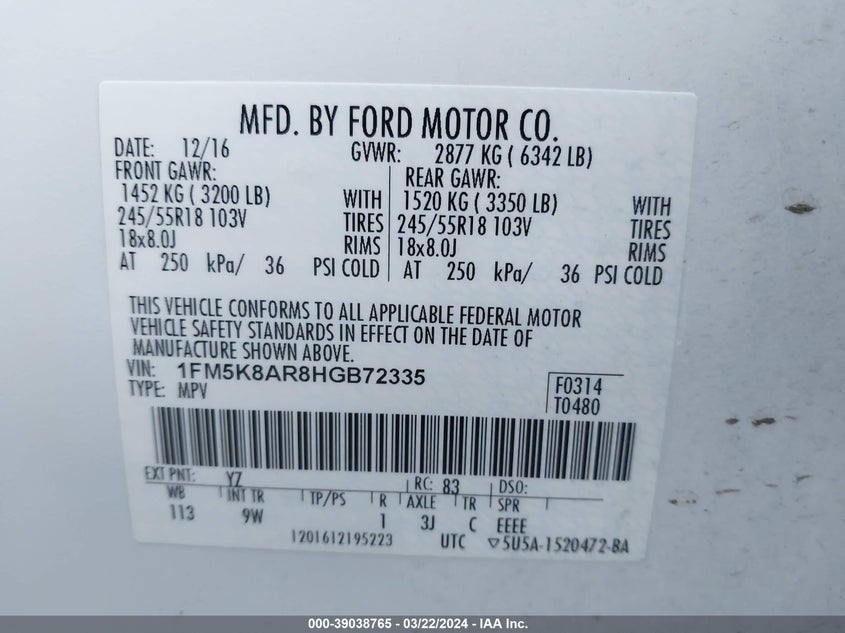 MFD. BY FORD MOTOR CO.
DATE: 12/16 GVWR: 2877 KG ( 6342 LB)
FRONT GAWR: REAR GAWR:
1452 KG ( 3200 LB) WITH 1520 KG ( 3350 LB) WITH
245/55R18 103V TIRES 245/55R18 103V TIRES
18x8.0J RIMS 18x8.0J RIMS
AT 250 kPa/ 36 PSI COLD AT 250 kPa/ 36 PSI COLD
THIS VEHICLE CONFORMS TO ALL APPLICABLE FEDERAL MOTOR
VEHICLE SAFETY STANDARDS IN EFFECT ON THE DATE OF
MANUFACTURE SHOWN ABOVE.
VIN: 1FM5K8AR8HGB72335
TYPE: MPV
F0314
T0480
EXT PNT: YZ RC: 83 DSO:
WB INT TR TP/PS R AXLE TR SPR
113 9W 1 3J C EEEE
1201612195223 UTC ▽5U5A-1520472-BA
000-39038765 - 03/22/2024 - IAA Inc.